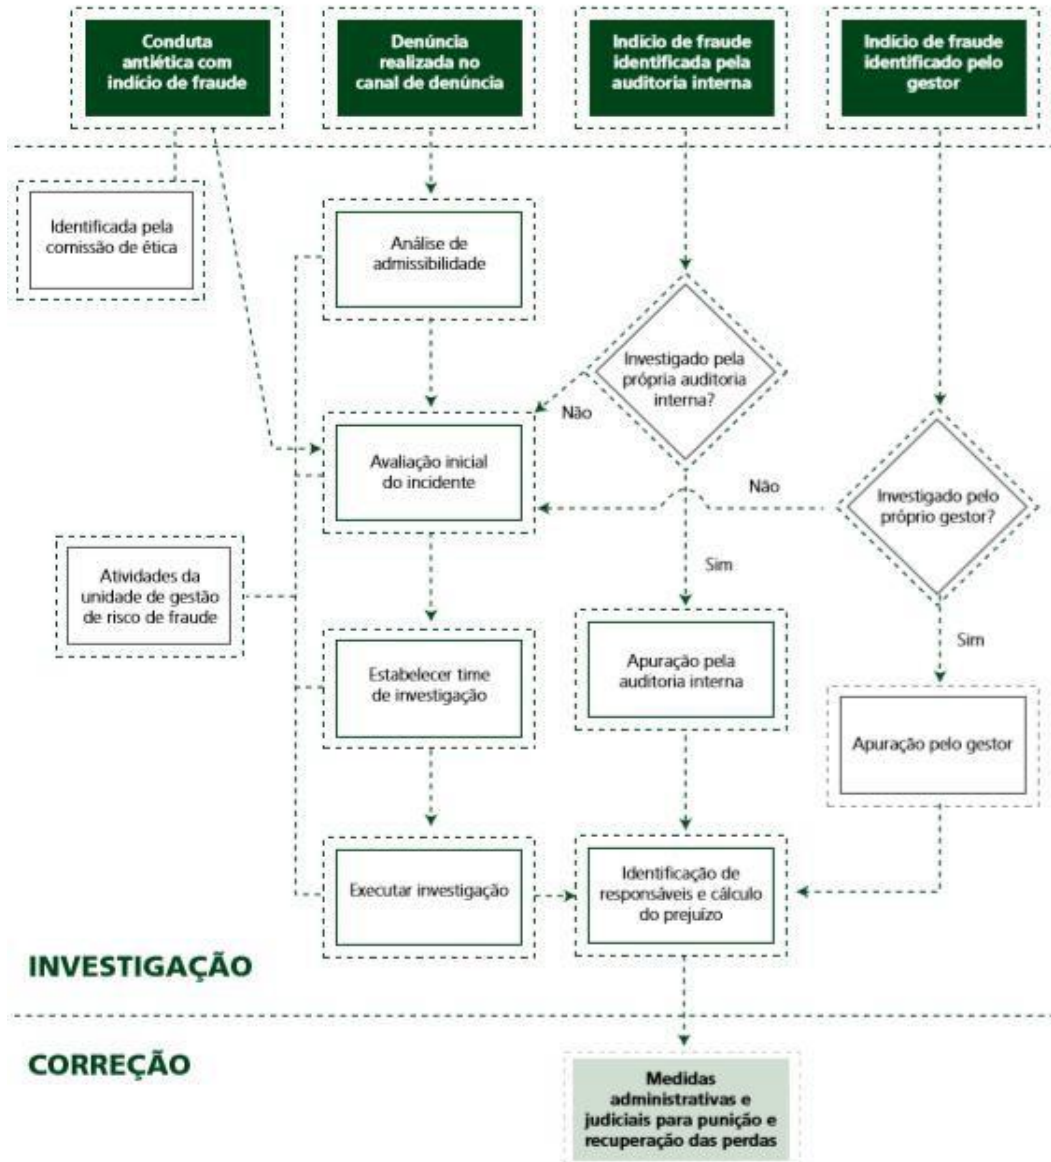 Conduta
antiética com
indício de fraude
Denúncia
realizada no
canal de denúncia
Indício de fraude
identificada pela
auditoria interna
Indício de fraude
identificado pelo
gestor
Identificada pela
comissão de ética
Análise de
admissibilidade
Investigado pela
própria auditoria
interna?
Não
Avaliação inicial
do incidente
Não
Investigado pelo
próprio gestor?
Sim
Atividades da
unidade de gestão
de risco de fraude
Sim
Estabelecer time
de investigação
Apuração pela
auditoria interna
Apuração pelo gestor
Executar investigação
Identificação de
responsáveis e cálculo
do prejuízo
INVESTIGAÇÃO
CORREÇÃO
Medidas
administrativas e
judiciais para punição e
recuperação das perdas